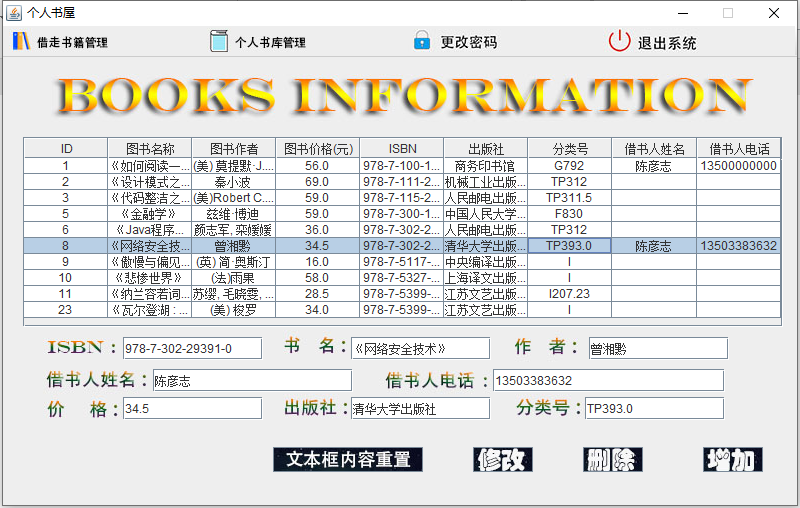 个人书屋
借走书籍管理 个人书库管理 更改密码 退出系统
BOOKS INFORMATION
ID 图书名称 图书作者 图书价格(元) ISBN 出版社 分类号 借书人姓名 借书人电话
1 《如何阅读一... (美) 莫提默·J.... 56.0 978-7-100-1... 商务印书馆 G792 陈彦志 13500000000
2 《设计模式之... 秦小波 69.0 978-7-111-2... 机械工业出版... TP312
3 《代码整洁之... (美)Robert C.... 59.0 978-7-115-2... 人民邮电出版... TP311.5
5 《金融学》 兹维·博迪 59.0 978-7-300-1... 中国人民大学... F830
6 《Java程序... 颜志军, 栾媛媛 36.0 978-7-302-2... 人民邮电出版... TP312
8 《网络安全技... 曾湘黔 34.5 978-7-302-2... 清华大学出版... TP393.0 陈彦志 13503383632
9 《傲慢与偏见... (英) 简·奥斯汀 16.0 978-7-5117-... 中央编译出版... I
10 《悲惨世界》 (法)雨果 58.0 978-7-5327-... 上海译文出版... I
11 《纳兰容若词... 苏缨, 毛晓雯, ... 28.5 978-7-5399-... 江苏文艺出版... I207.23
23 《瓦尔登湖 : ... (美) 梭罗 34.0 978-7-5399-... 江苏文艺出版... I
ISBN : 978-7-302-29391-0 书 名: 《网络安全技术》 作 者: 曾湘黔
借书人姓名: 陈彦志 借书人电话: 13503383632
价 格: 34.5 出版社: 清华大学出版社 分类号: TP393.0
文本框内容重置 修改 删除 增加